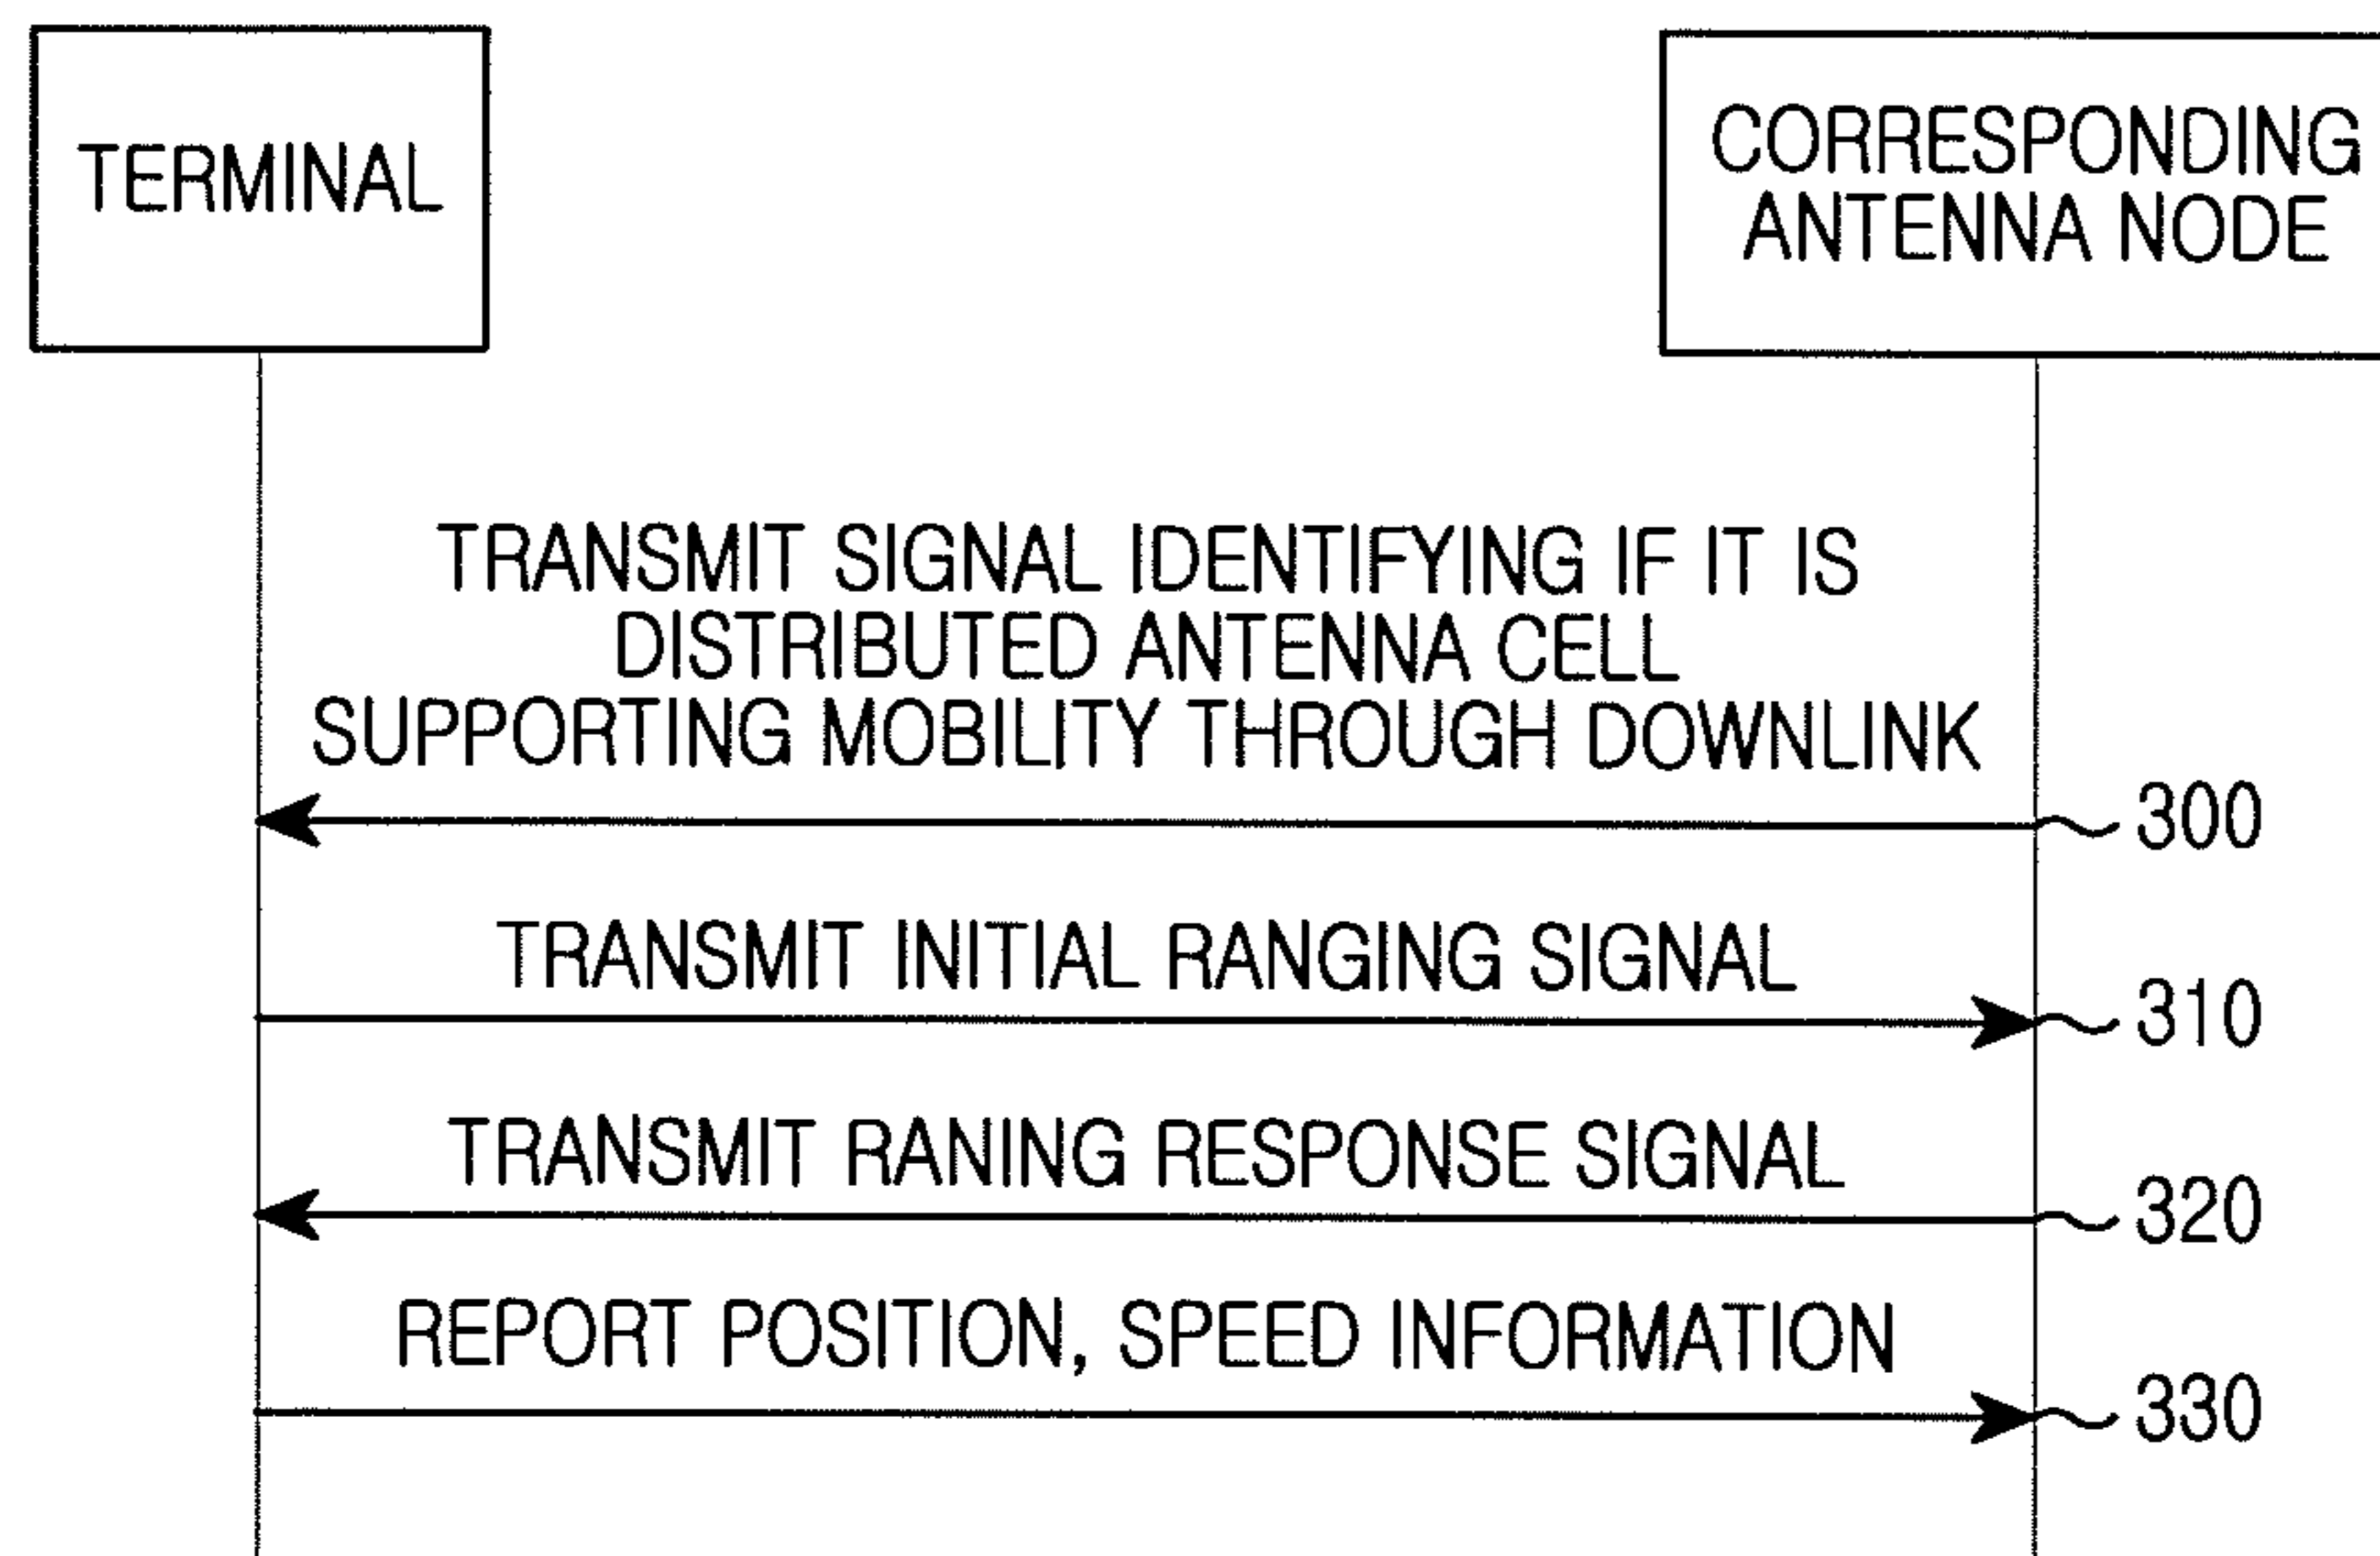 TERMINAL
CORRESPONDING
ANTENNA NODE
TRANSMIT SIGNAL IDENTIFYING IF IT IS
DISTRIBUTED ANTENNA CELL
SUPPORTING MOBILITY THROUGH DOWNLINK
300
TRANSMIT INITIAL RANGING SIGNAL
310
TRANSMIT RANING RESPONSE SIGNAL
320
REPORT POSITION, SPEED INFORMATION
330